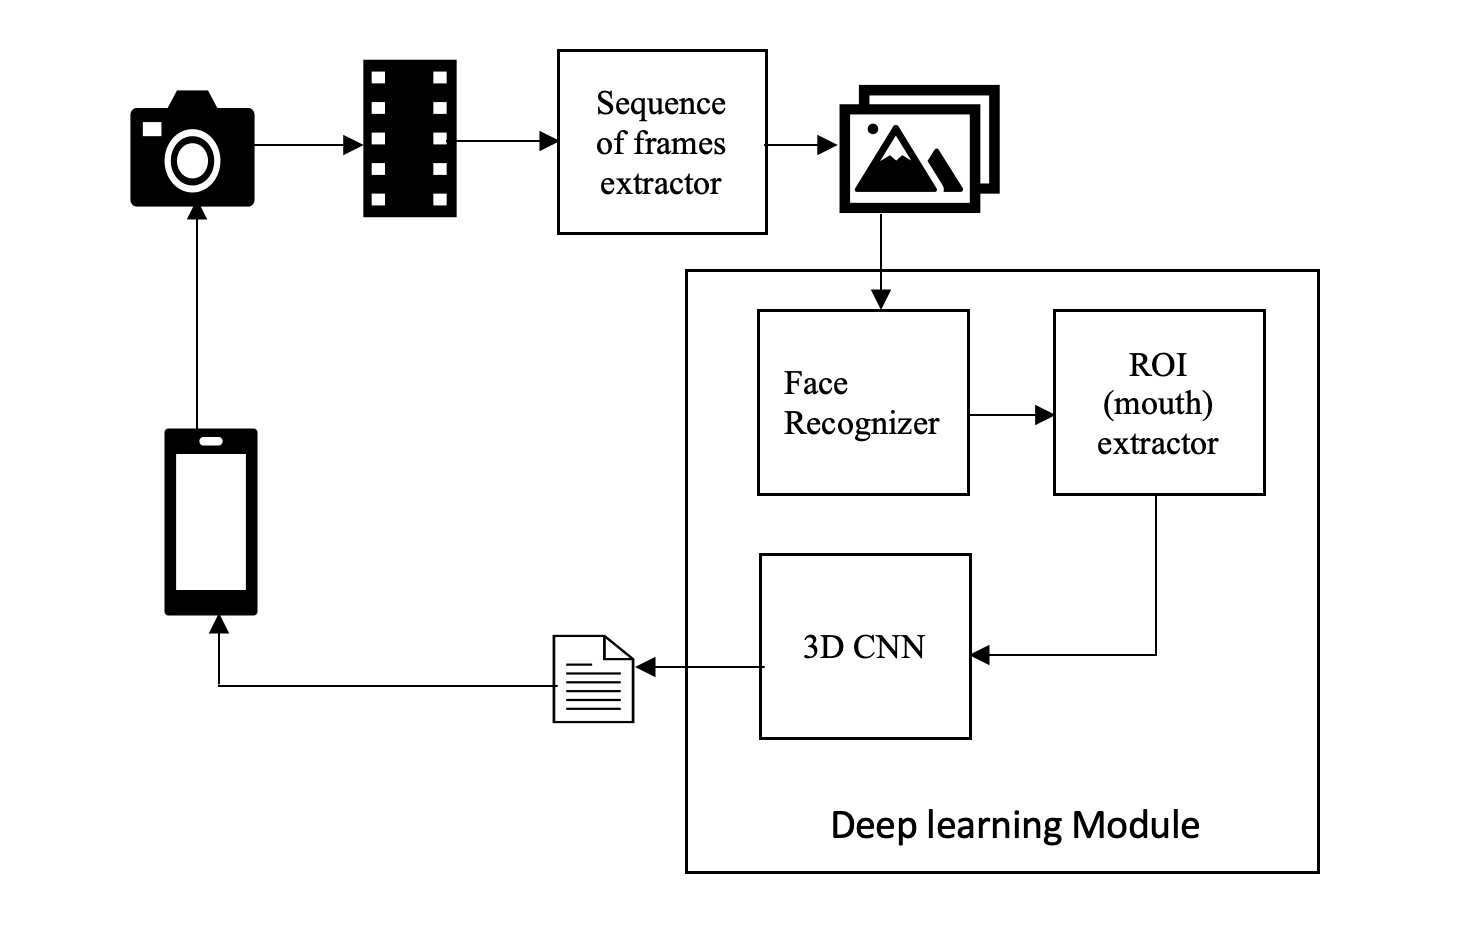 Sequence
of frames
extractor
Face
Recognizer
ROI
(mouth)
extractor
3D CNN
Deep learning Module